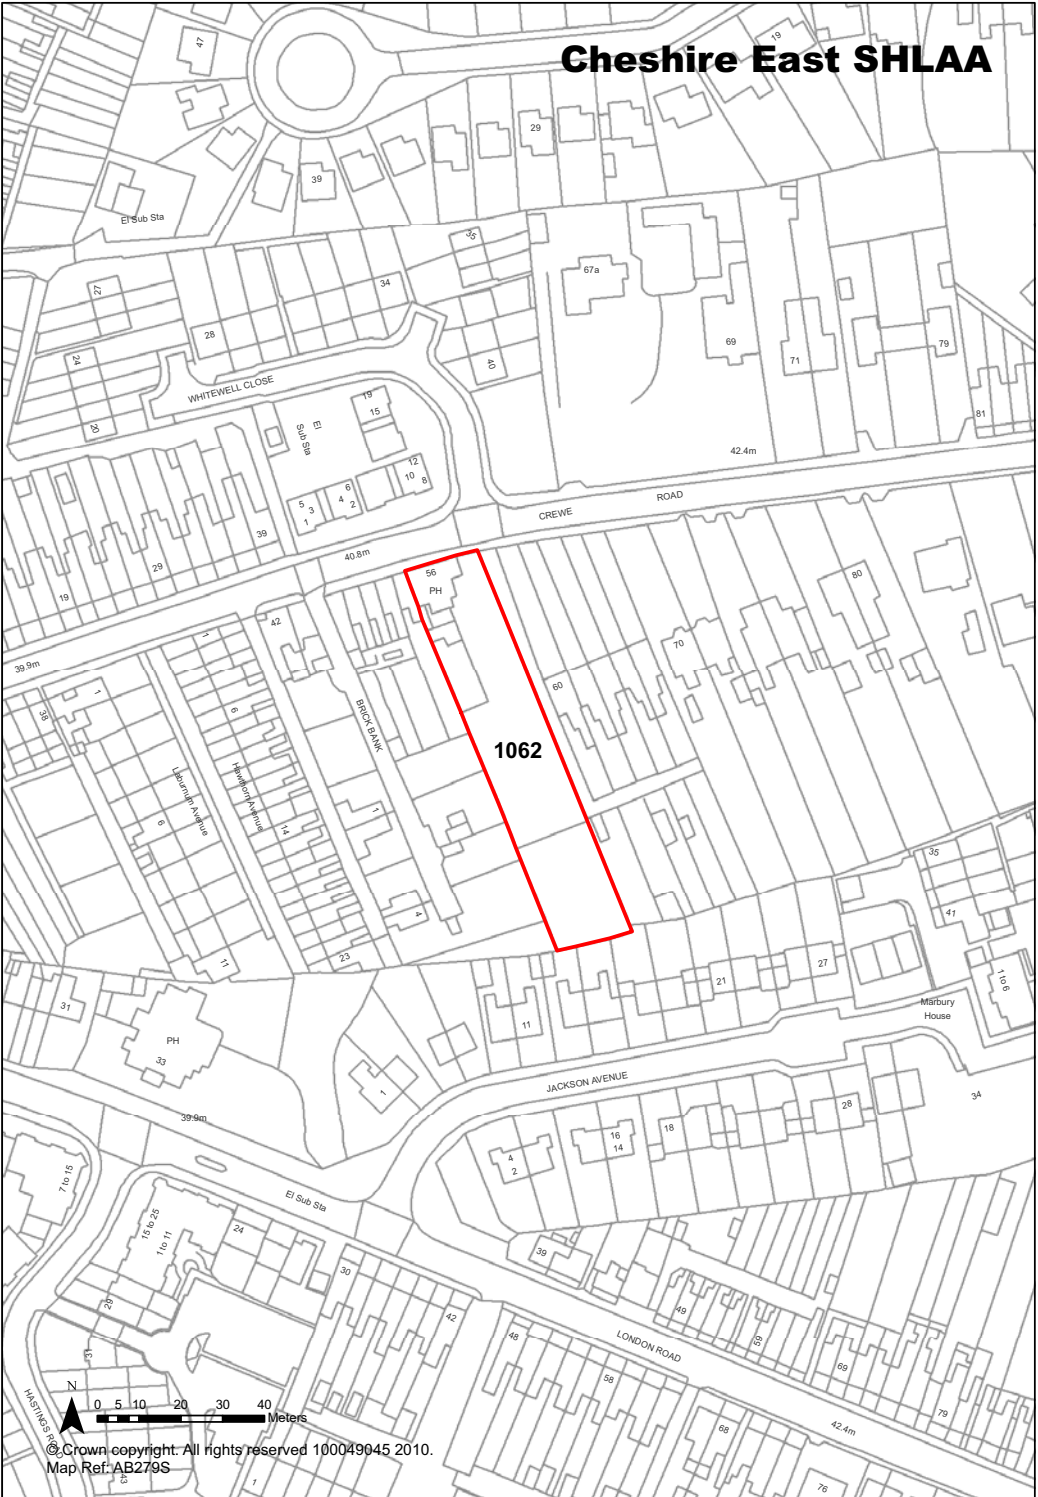 47
19
Cheshire East SHLAA
29
39
El Sub Sta
35
67a
27
34
28
69
79
71
24
40
WHITEWELL CLOSE
19
15
81
20
El
Sub Sta
42.4m
12
10
8
6
4
2
5
3
1
ROAD
CREWE
39
40.8m
29
56
PH
80
19
42
1
70
39.9m
60
1
38
6
BRICK BANK
1062
Laburnum Avenue
Hawthorn Avenue
1
6
14
35
4
41
23
11
27
21
1 to 6
31
Marbury
House
11
PH
33
JACKSON AVENUE
1
34
28
39.9m
16
14
18
4
2
7 to 15
El Sub Sta
15 to 25
1 to 11
24
39
30
29
42
49
48
59
LONDON ROAD
31
69
58
N
0 5 10 20 30 40
Meters
HASTINGS ROAD
79
68
42.4m
© Crown copyright. All rights reserved 100049045 2010.
Map Ref: AB279S
43
1
76